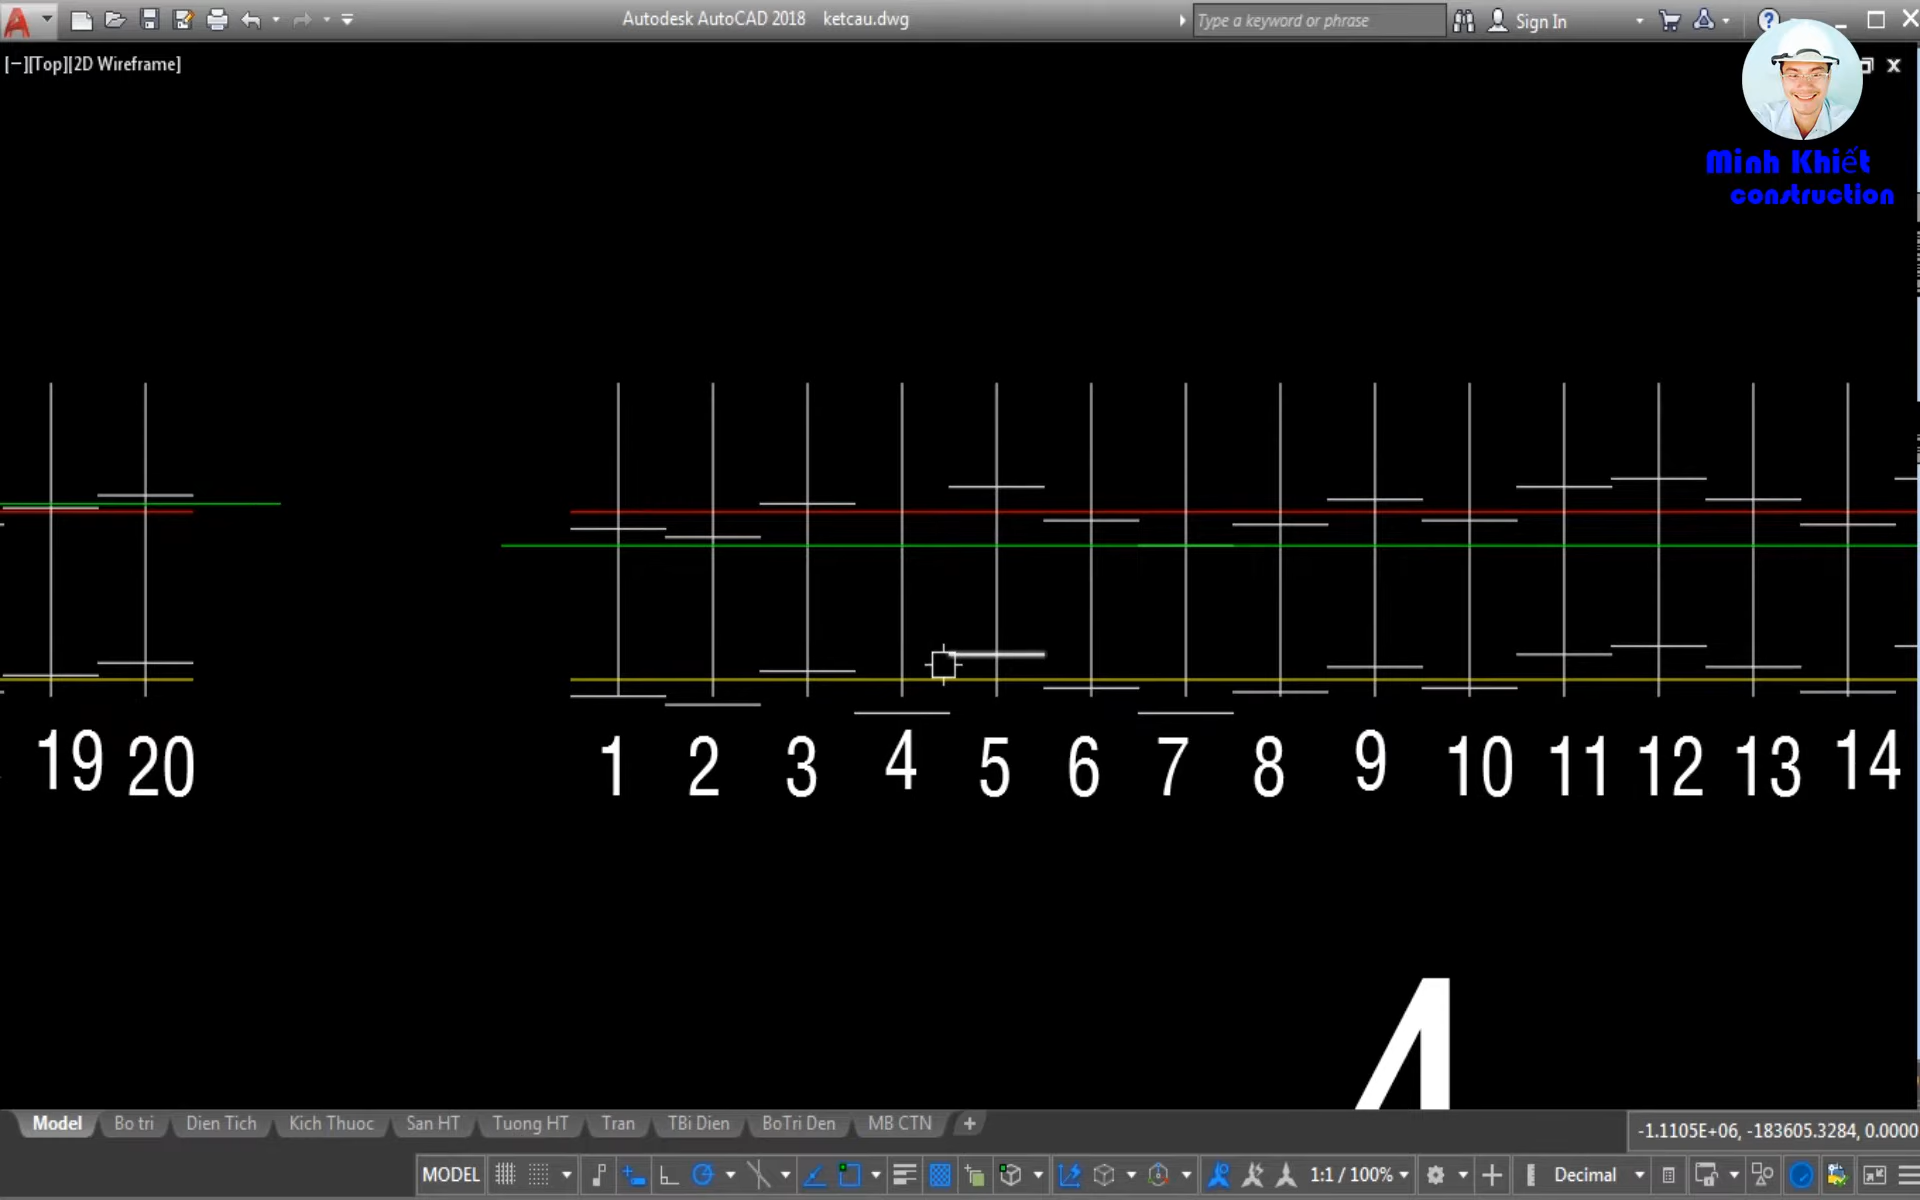 Autodesk AutoCAD 2018 ketcau.dwg
Type a keyword or phrase
Sign In
[−][Top][2D Wireframe]
Minh Khiết
construction
19 20 1 2 3 4 5 6 7 8 9 10 11 12 13 14
Model Bo tri Dien Tich Kich Thuoc San HT Tuong HT Tran TBi Dien BoTri Den MB CTN +
-1.1105E+06, -183605.3284, 0.0000
MODEL 1:1 / 100% Decimal